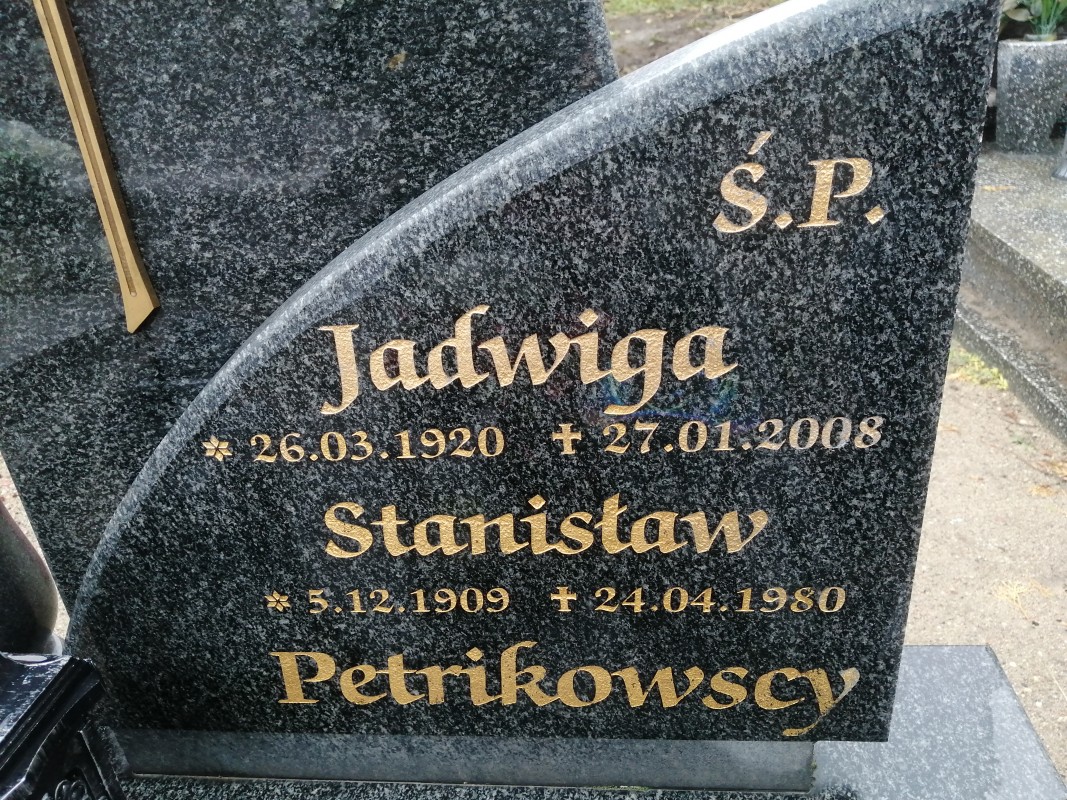 Ś.P.
Jadwiga
* 26.03.1920 ✝ 27.01.2008
Stanisław
* 5.12.1909 ✝ 24.04.1980
Petrikowscy